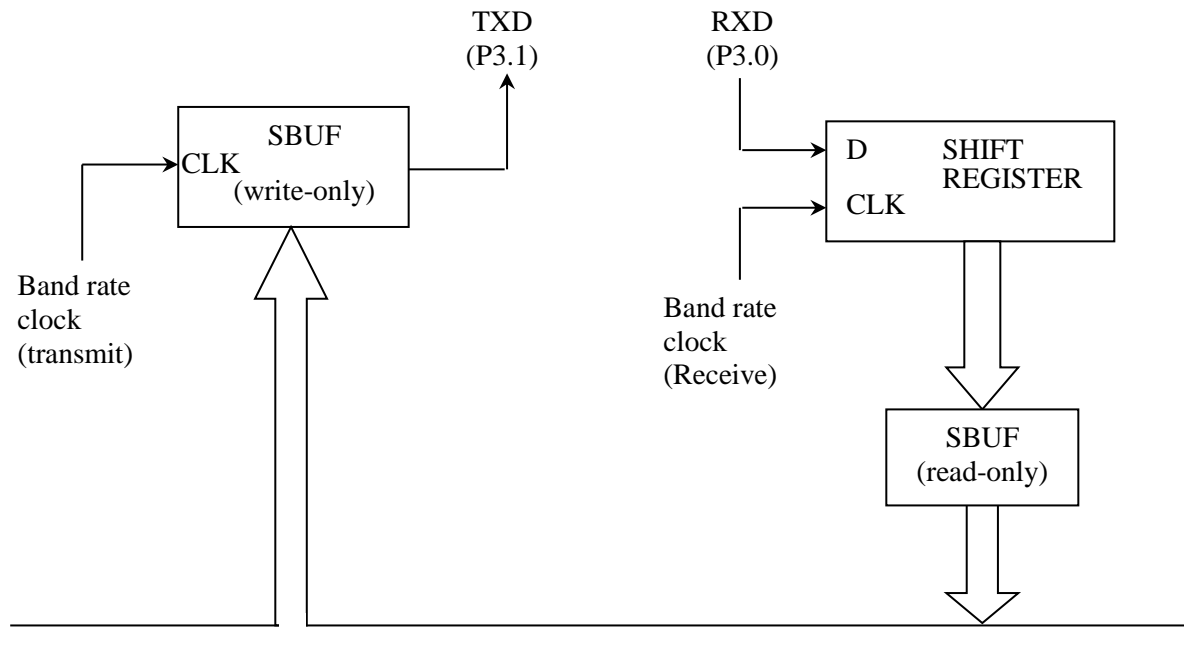 TXD
(P3.1)
RXD
(P3.0)
SBUF
CLK
(write-only)
D
SHIFT
REGISTER
CLK
Band rate
clock
(transmit)
Band rate
clock
(Receive)
SBUF
(read-only)